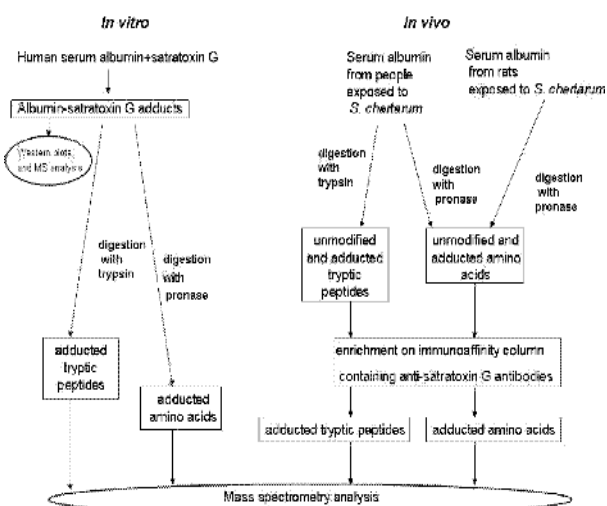 In vitro
Human serum albumin+satratoxin G
Albumin-satratoxin G adducts
Western blots
and MS analysis
digestion
with
trypsin
digestion
with
pronase
adducted
tryptic
peptides
adducted
amino acids
In vivo
Serum albumin
from people
exposed to
S. chartarum
Serum albumin
from rats
exposed to S. chartarum
digestion
with
trypsin
digestion
with
pronase
digestion
with
pronase
unmodified
and adducted
tryptic
peptides
unmodified and
adducted amino
acids
enrichment on immunoaffinity column
containing anti-satratoxin G antibodies
adducted tryptic peptides
adducted amino acids
Mass spectrometry analysis